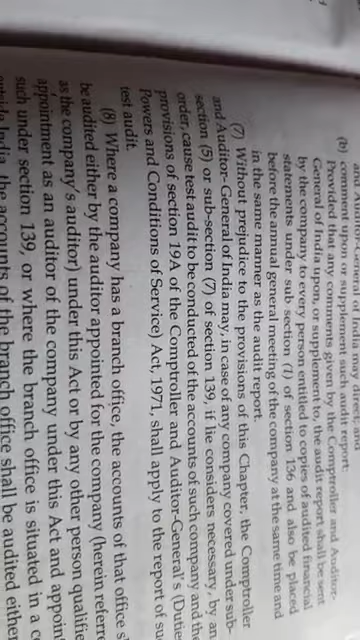 and Auditor-General of India may direct; and
(b) comment upon or supplement such audit report:
Provided that any comments given by the Comptroller and Auditor-
General of India upon, or supplement to, the audit report shall be sent
by the company to every person entitled to copies of audited financial
statements under sub section (1) of section 136 and also be placed
before the annual general meeting of the company at the same time and
in the same manner as the audit report.
(7) Without prejudice to the provisions of this Chapter, the Comptroller
and Auditor-General of India may, in case of any company covered under sub-
section (5) or sub-section (7) of section 139, if he considers necessary, by an
order, cause test audit to be conducted of the accounts of such company and the
provisions of section 19A of the Comptroller and Auditor-General's (Duties
Powers and Conditions of Service) Act, 1971, shall apply to the report of su
test audit.
(8) Where a company has a branch office, the accounts of that office s
be audited either by the auditor appointed for the company (herein referre
as the company's auditor) under this Act or by any other person qualifie
appointment as an auditor of the company under this Act and appoin
such under section 139, or where the branch office is situated in a co
outside India, the accounts of the branch office shall be audited either